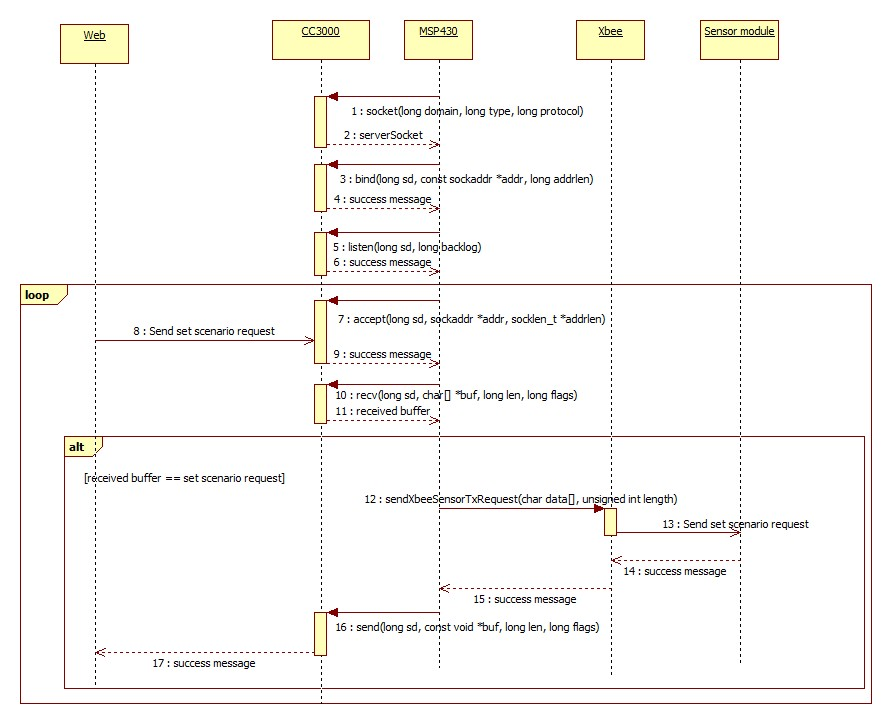 Web
CC3000
MSP430
Xbee
Sensor module
1 : socket(long domain, long type, long protocol)
2 : serverSocket
3 : bind(long sd, const sockaddr *addr, long addrlen)
4 : success message
5 : listen(long sd, long backlog)
6 : success message
loop
7 : accept(long sd, sockaddr *addr, socklen_t *addrlen)
8 : Send set scenario request
9 : success message
10 : recv(long sd, char[] *buf, long len, long flags)
11 : received buffer
alt
[received buffer == set scenario request]
12 : sendXbeeSensorTxRequest(char data[], unsigned int length)
13 : Send set scenario request
14 : success message
15 : success message
16 : send(long sd, const void *buf, long len, long flags)
17 : success message